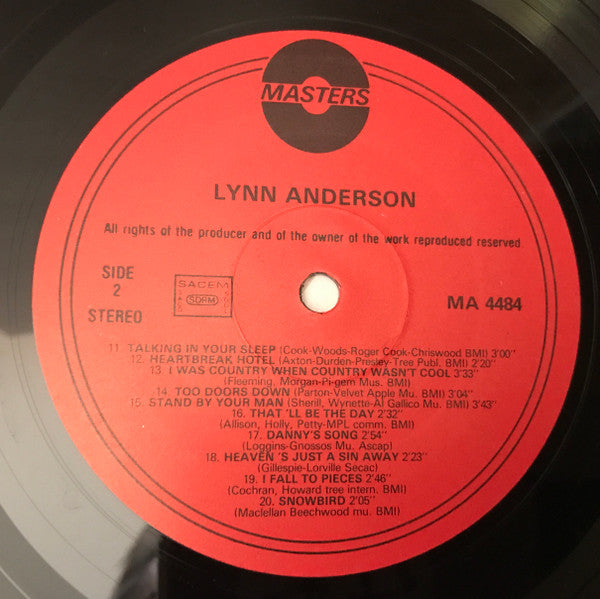 MASTERS
LYNN ANDERSON
All rights of the producer and of the owner of the work reproduced reserved
SIDE
2
STEREO
SACEM
SDRM
MA 4484
11. TALKING IN YOUR SLEEP (Cook-Woods-Roger Cook-Chriswood BMI) 3'00"
12. HEARTBREAK HOTEL (Axton-Durden-Presley-Tree Publ. BMI) 2'20"
13. I WAS COUNTRY WHEN COUNTRY WASN'T COOL 3'33"
(Fleeming, Morgan-Pi-gem Mus. BMI)
14. TOO DOORS DOWN (Parton-Velvet Apple Mu. BMI) 3'04"
15. STAND BY YOUR MAN (Sherill, Wynette-Al Gallico Mu. BMI) 3'43"
16. THAT 'LL BE THE DAY 2'32"
(Allison, Holly, Petty-MPL comm. BMI)
17. DANNY'S SONG 2'54"
(Loggins-Gnossos Mu. Ascap)
18. HEAVEN'S JUST A SIN AWAY 2'23"
(Gillespie-Lorville Secac)
19. I FALL TO PIECES 2'46"
(Cochran, Howard tree intern. BMI)
20. SNOWBIRD 2'05"
(Maclellan Beechwood mu. BMI)